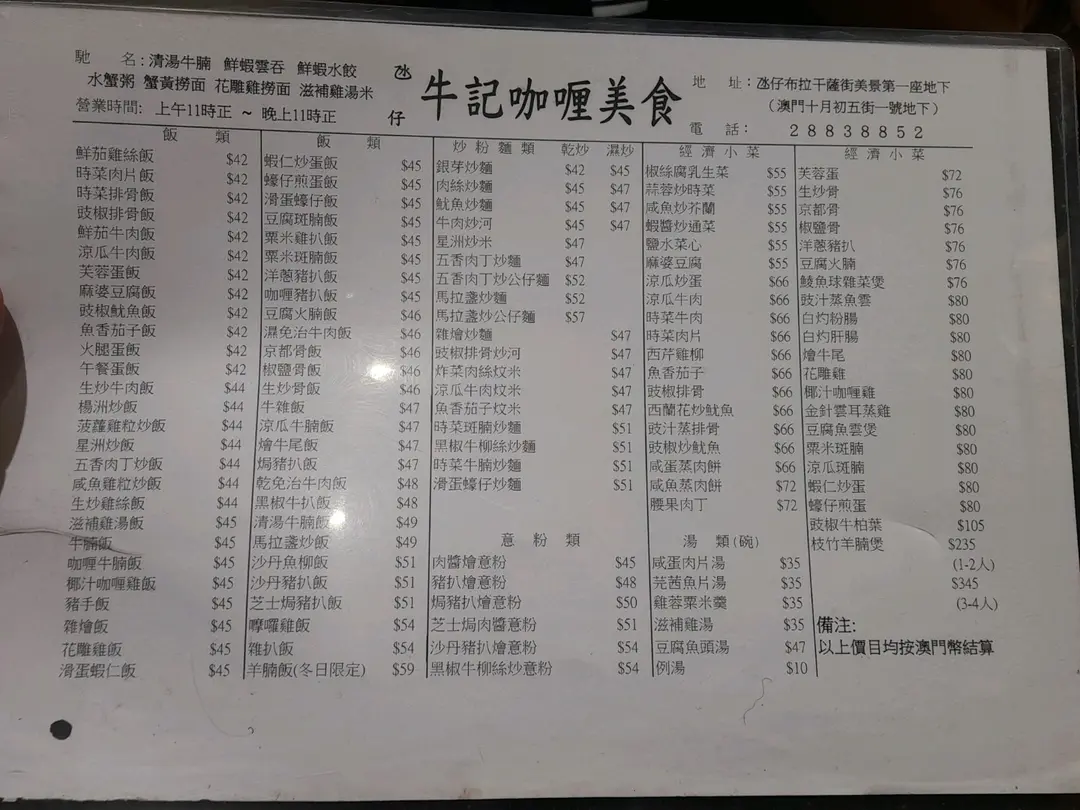 馳 名：清湯牛腩 鮮蝦雲吞 鮮蝦水餃
水蟹粥 蟹黃撈面 花雕雞撈面 滋補雞湯米
營業時間：上午11時正 ~ 晚上11時正
氹仔
牛記咖喱美食
地 址：氹仔布拉干薩街美景第一座地下
（澳門十月初五街一號地下）
電 話： 28838852
飯 類
鮮茄雞絲飯 $42
時菜肉片飯 $42
時菜排骨飯 $42
豉椒排骨飯 $42
鮮茄牛肉飯 $42
涼瓜牛肉飯 $42
芙蓉蛋飯 $42
麻婆豆腐飯 $42
豉椒魷魚飯 $42
魚香茄子飯 $42
火腿蛋飯 $42
午餐蛋飯 $42
生炒牛肉飯 $44
楊洲炒飯 $44
菠蘿雞粒炒飯 $44
星洲炒飯 $44
五香肉丁炒飯 $44
咸魚雞粒炒飯 $44
生炒雞絲飯 $44
滋補雞湯飯 $45
牛腩飯 $45
咖喱牛腩飯 $45
椰汁咖喱雞飯 $45
豬手飯 $45
雜燴飯 $45
花雕雞飯 $45
滑蛋蝦仁飯 $45
飯 類
蝦仁炒蛋飯 $45
蠔仔煎蛋飯 $45
滑蛋蠔仔飯 $45
豆腐斑腩飯 $45
粟米雞扒飯 $45
粟米斑腩飯 $45
洋蔥豬扒飯 $45
咖喱豬扒飯 $45
豆腐火腩飯 $46
濕免治牛肉飯 $46
京都骨飯 $46
椒鹽骨飯 $46
生炒骨飯 $46
牛雜飯 $47
涼瓜牛腩飯 $47
燴牛尾飯 $47
焗豬扒飯 $47
乾免治牛肉飯 $48
黑椒牛扒飯 $48
清湯牛腩飯 $49
馬拉盞炒飯 $49
沙丹魚柳飯 $51
沙丹豬扒飯 $51
芝士焗豬扒飯 $51
摩囉雞飯 $54
雜扒飯 $54
羊腩飯(冬日限定) $59
炒粉麵類 乾炒 濕炒
銀芽炒麵 $42 $45
肉絲炒麵 $45 $47
魷魚炒麵 $45 $47
牛肉炒河 $45 $47
星洲炒米 $47
五香肉丁炒麵 $47
五香肉丁炒公仔麵 $52
馬拉盞炒麵 $52
馬拉盞炒公仔麵 $57
雜燴炒麵 $47
豉椒排骨炒河 $47
炸菜肉絲炆米 $47
涼瓜牛肉炆米 $47
魚香茄子炆米 $47
時菜斑腩炒麵 $51
黑椒牛柳絲炒麵 $51
時菜牛腩炒麵 $51
滑蛋蠔仔炒麵 $51
意 粉 類
肉醬燴意粉 $45
豬扒燴意粉 $48
焗豬扒燴意粉 $50
芝士焗肉醬意粉 $51
沙丹豬扒燴意粉 $54
黑椒牛柳絲炒意粉 $54
經濟小菜
椒絲腐乳生菜 $55
蒜蓉炒時菜 $55
咸魚炒芥蘭 $55
蝦醬炒通菜 $55
鹽水菜心 $55
麻婆豆腐 $55
涼瓜炒蛋 $66
涼瓜牛肉 $66
時菜牛肉 $66
時菜肉片 $66
西芹雞柳 $66
魚香茄子 $66
豉椒排骨 $66
西蘭花炒魷魚 $66
豉汁蒸排骨 $66
豉椒炒魷魚 $66
咸蛋蒸肉餅 $66
咸魚蒸肉餅 $72
腰果肉丁 $72
湯 類(碗)
咸蛋肉片湯 $35
芫茜魚片湯 $35
雞蓉粟米羹 $35
滋補雞湯 $35
豆腐魚頭湯 $47
例湯 $10
經濟小菜
芙蓉蛋 $72
生炒骨 $76
京都骨 $76
椒鹽骨 $76
洋蔥豬扒 $76
豆腐火腩 $76
鯪魚球雜菜煲 $76
豉汁蒸魚雲 $80
白灼粉腸 $80
白灼肝腸 $80
燴牛尾 $80
花雕雞 $80
椰汁咖喱雞 $80
金針雲耳蒸雞 $80
豆腐魚雲煲 $80
粟米斑腩 $80
涼瓜斑腩 $80
蝦仁炒蛋 $80
蠔仔煎蛋 $80
豉椒牛柏葉 $105
枝竹羊腩煲 $235
(1-2人)
$345
(3-4人)
備注:
以上價目均按澳門幣結算